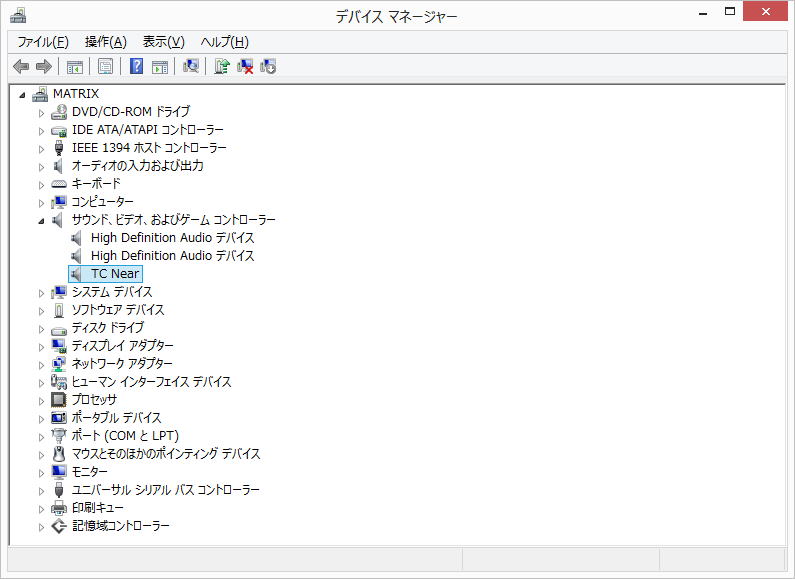 デバイス マネージャー
ファイル(F) 操作(A) 表示(V) ヘルプ(H)
MATRIX
DVD/CD-ROM ドライブ
IDE ATA/ATAPI コントローラー
IEEE 1394 ホスト コントローラー
オーディオの入力および出力
キーボード
コンピューター
サウンド、ビデオ、およびゲーム コントローラー
High Definition Audio デバイス
High Definition Audio デバイス
TC Near
システム デバイス
ソフトウェア デバイス
ディスク ドライブ
ディスプレイ アダプター
ネットワーク アダプター
ヒューマン インターフェイス デバイス
プロセッサ
ポータブル デバイス
ポート (COM と LPT)
マウスとそのほかのポインティング デバイス
モニター
ユニバーサル シリアル バス コントローラー
印刷キュー
記憶域コントローラー